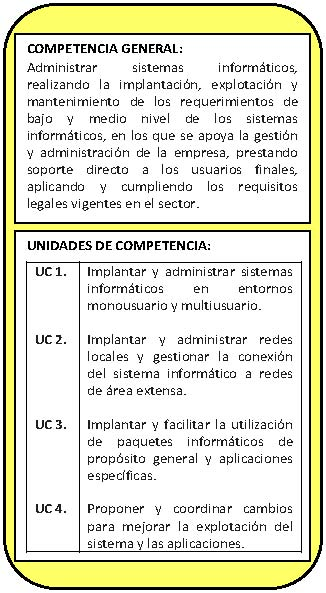 COMPETENCIA GENERAL:
Administrar sistemas informáticos,
realizando la implantación, explotación y
mantenimiento de los requerimientos de
bajo y medio nivel de los sistemas
informáticos, en los que se apoya la gestión
y administración de la empresa, prestando
soporte directo a los usuarios finales,
aplicando y cumpliendo los requisitos
legales vigentes en el sector.
UNIDADES DE COMPETENCIA:
UC 1. Implantar y administrar sistemas
informáticos en entornos
monousuario y multiusuario.
UC 2. Implantar y administrar redes
locales y gestionar la conexión
del sistema informático a redes
de área extensa.
UC 3. Implantar y facilitar la utilización
de paquetes informáticos de
propósito general y aplicaciones
específicas.
UC 4. Proponer y coordinar cambios
para mejorar la explotación del
sistema y las aplicaciones.